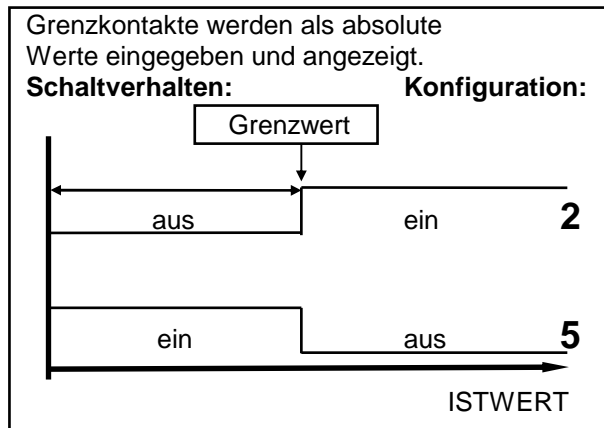 Grenzkontakte werden als absolute
Werte eingegeben und angezeigt.
Schaltverhalten: Konfiguration:
Grenzwert
aus ein 2
ein aus 5
ISTWERT